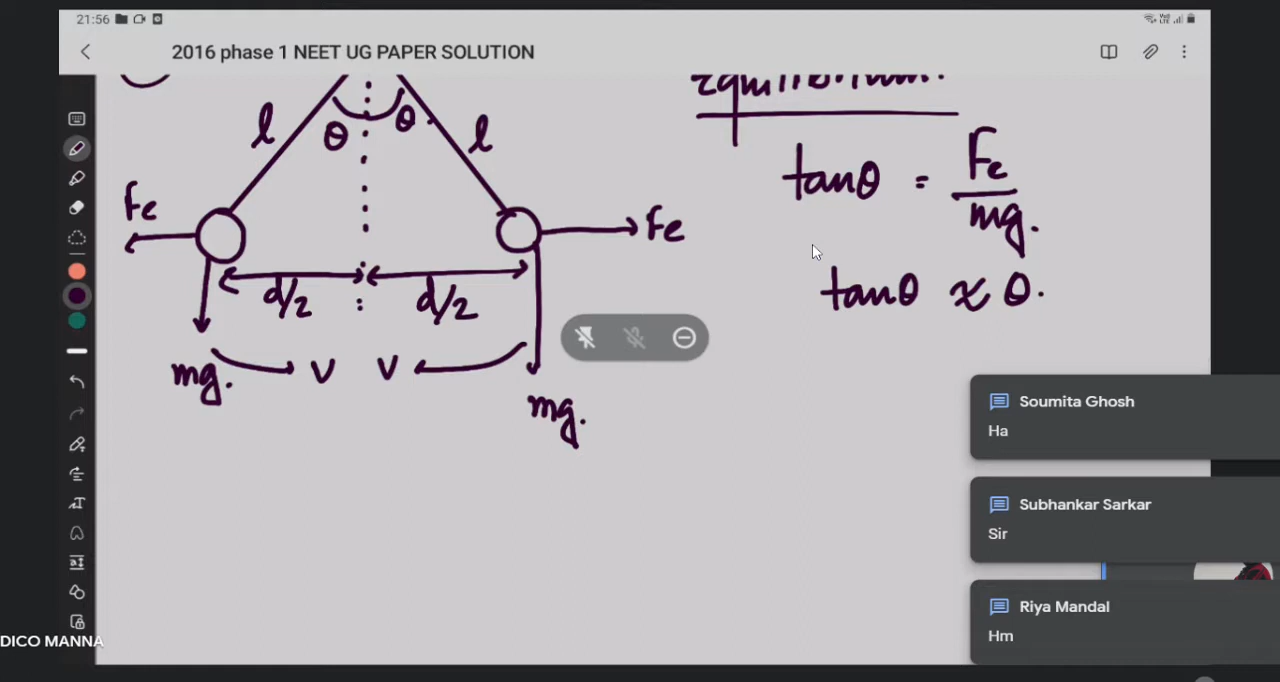 21:56
2016 phase 1 NEET UG PAPER SOLUTION
Equilibrium.
l θ θ l
Fe Fe
d/2 d/2
mg. v v
mg.
tanθ = Fe/mg.
tanθ ≈ θ.
Soumita Ghosh
Ha
Subhankar Sarkar
Sir
Riya Mandal
Hm
DICO MANNA